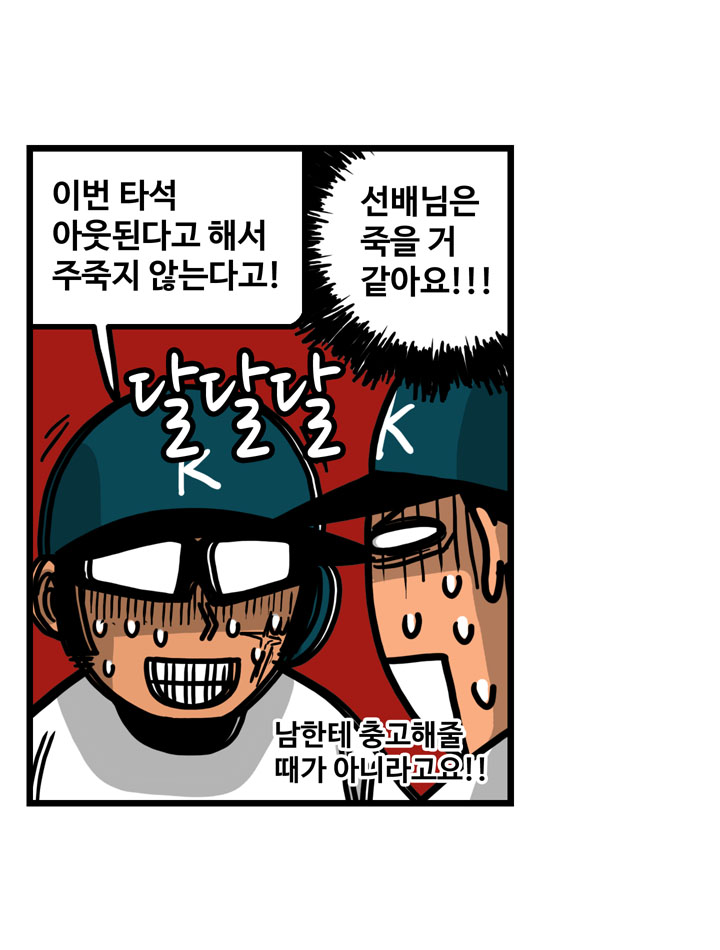 이번 타석
아웃된다고 해서
주죽지 않는다고!
선배님은
죽을 거
같아요!!!
달달달
K
K
남한테 충고해줄
때가 아니라고요!!